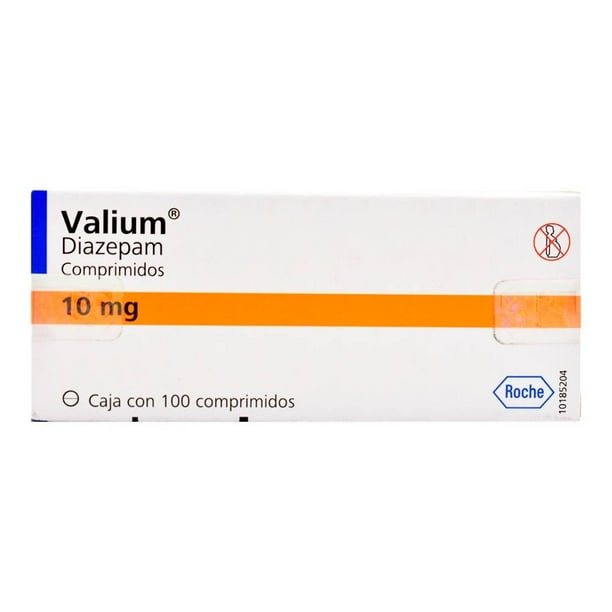 Valium®
Diazepam
Comprimidos
10 mg
Caja con 100 comprimidos
Roche
10185204